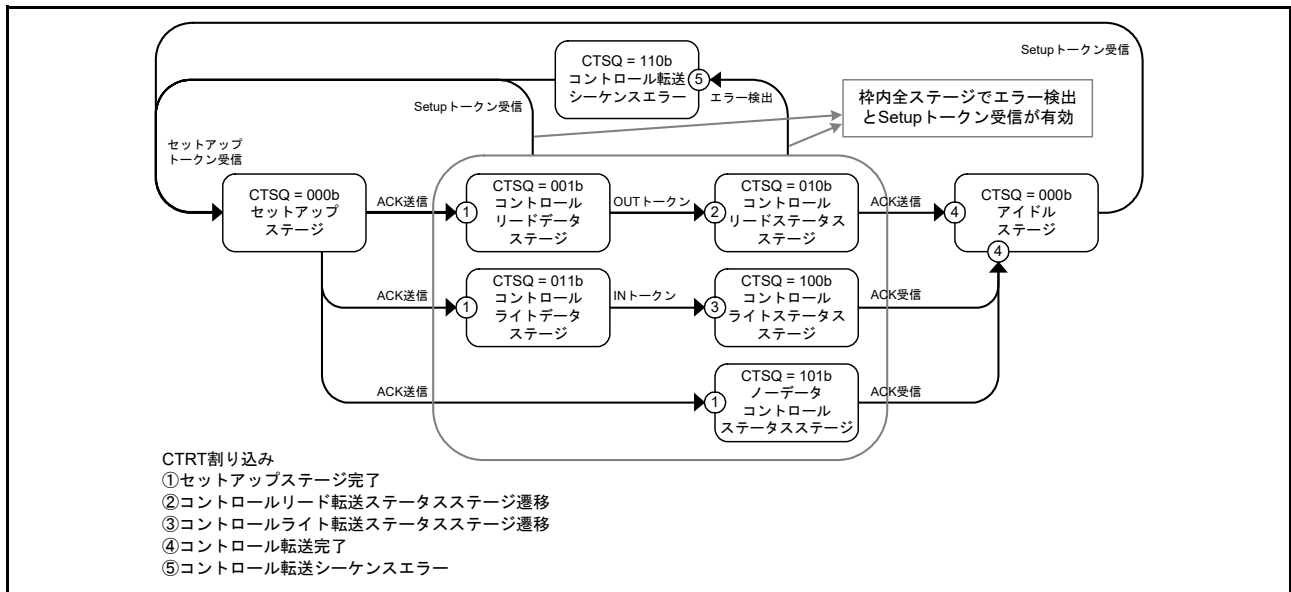 Setupトークン受信
CTSQ = 110b
コントロール転送
シーケンスエラー
⑤
エラー検出
Setupトークン受信
枠内全ステージでエラー検出
とSetupトークン受信が有効
セットアップ
トークン受信
CTSQ = 000b
セットアップ
ステージ
ACK送信
①
CTSQ = 001b
コントロール
リードデータ
ステージ
OUTトークン
②
CTSQ = 010b
コントロール
リードステータス
ステージ
ACK送信
④
CTSQ = 000b
アイドル
ステージ
④
ACK送信
①
CTSQ = 011b
コントロール
ライトデータ
ステージ
INトークン
③
CTSQ = 100b
コントロール
ライトステータス
ステージ
ACK受信
ACK送信
①
CTSQ = 101b
ノーデータ
コントロール
ステータスステージ
ACK受信
CTRT割り込み
①セットアップステージ完了
②コントロールリード転送ステータスステージ遷移
③コントロールライト転送ステータスステージ遷移
④コントロール転送完了
⑤コントロール転送シーケンスエラー